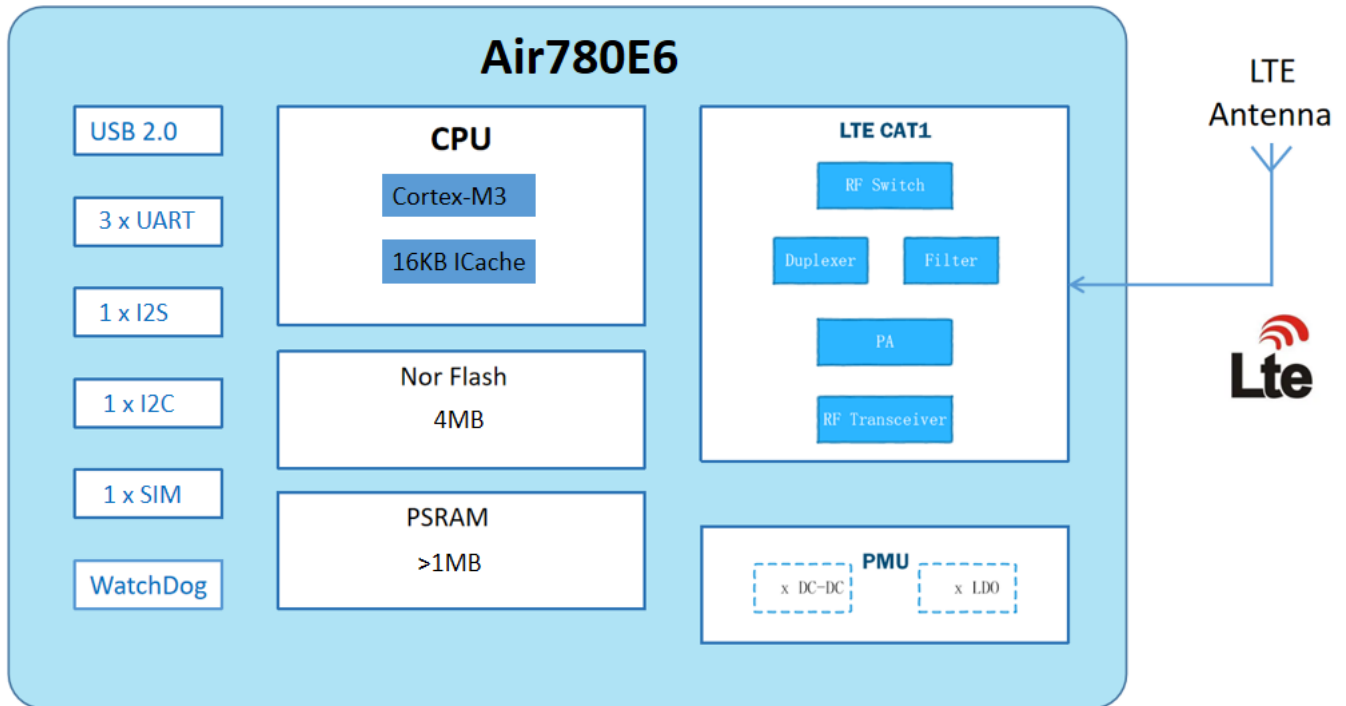 Air780E6
USB 2.0
3 x UART
1 x I2S
1 x I2C
1 x SIM
WatchDog
CPU
Cortex-M3
16KB ICache
Nor Flash
4MB
PSRAM
>1MB
LTE CAT1
RF Switch
Duplexer
Filter
PA
RF Transceiver
PMU
x DC-DC
x LDO
LTE
Antenna
Lte